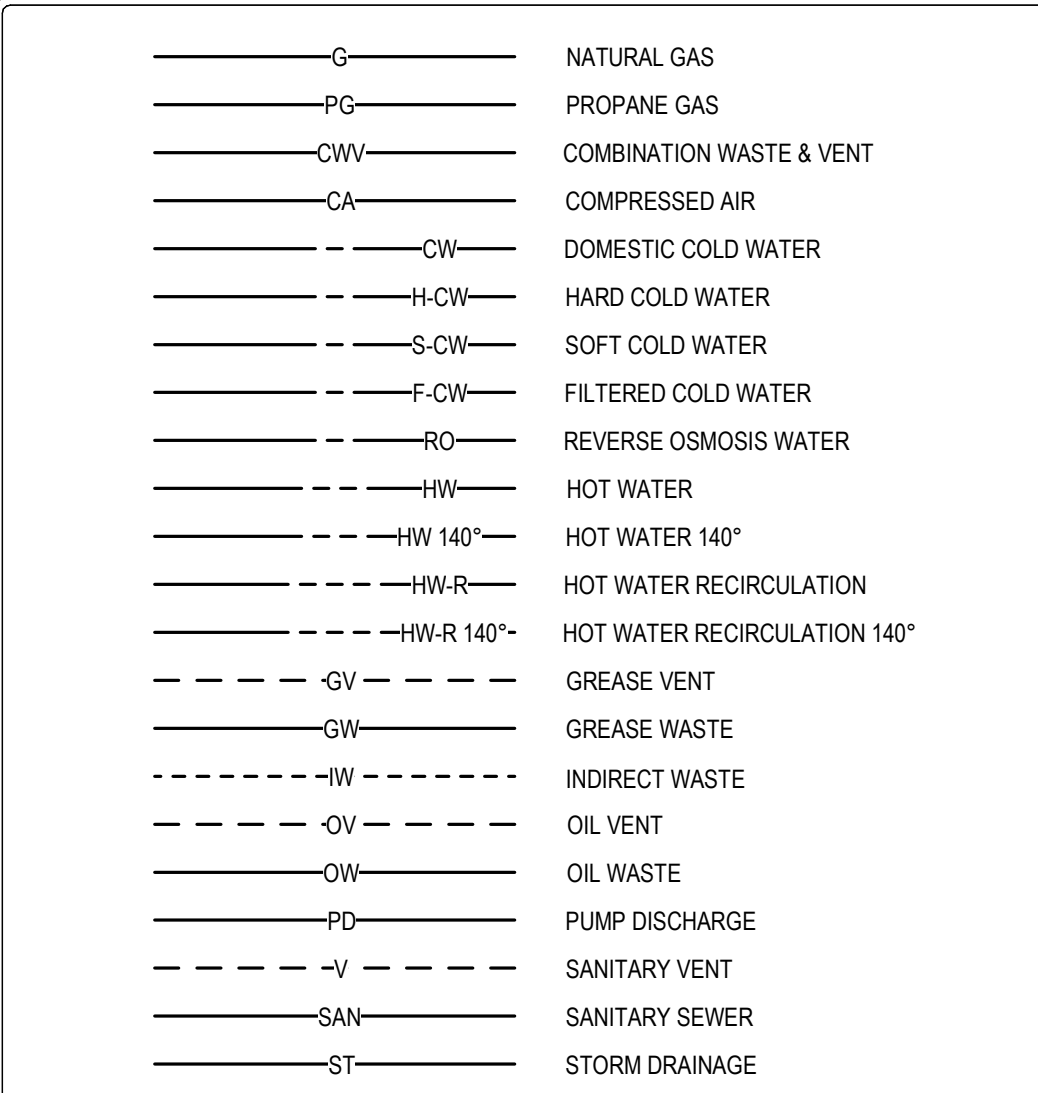 G NATURAL GAS
PG PROPANE GAS
CWV COMBINATION WASTE & VENT
CA COMPRESSED AIR
CW DOMESTIC COLD WATER
H-CW HARD COLD WATER
S-CW SOFT COLD WATER
F-CW FILTERED COLD WATER
RO REVERSE OSMOSIS WATER
HW HOT WATER
HW 140° HOT WATER 140°
HW-R HOT WATER RECIRCULATION
HW-R 140° HOT WATER RECIRCULATION 140°
GV GREASE VENT
GW GREASE WASTE
IW INDIRECT WASTE
OV OIL VENT
OW OIL WASTE
PD PUMP DISCHARGE
V SANITARY VENT
SAN SANITARY SEWER
ST STORM DRAINAGE